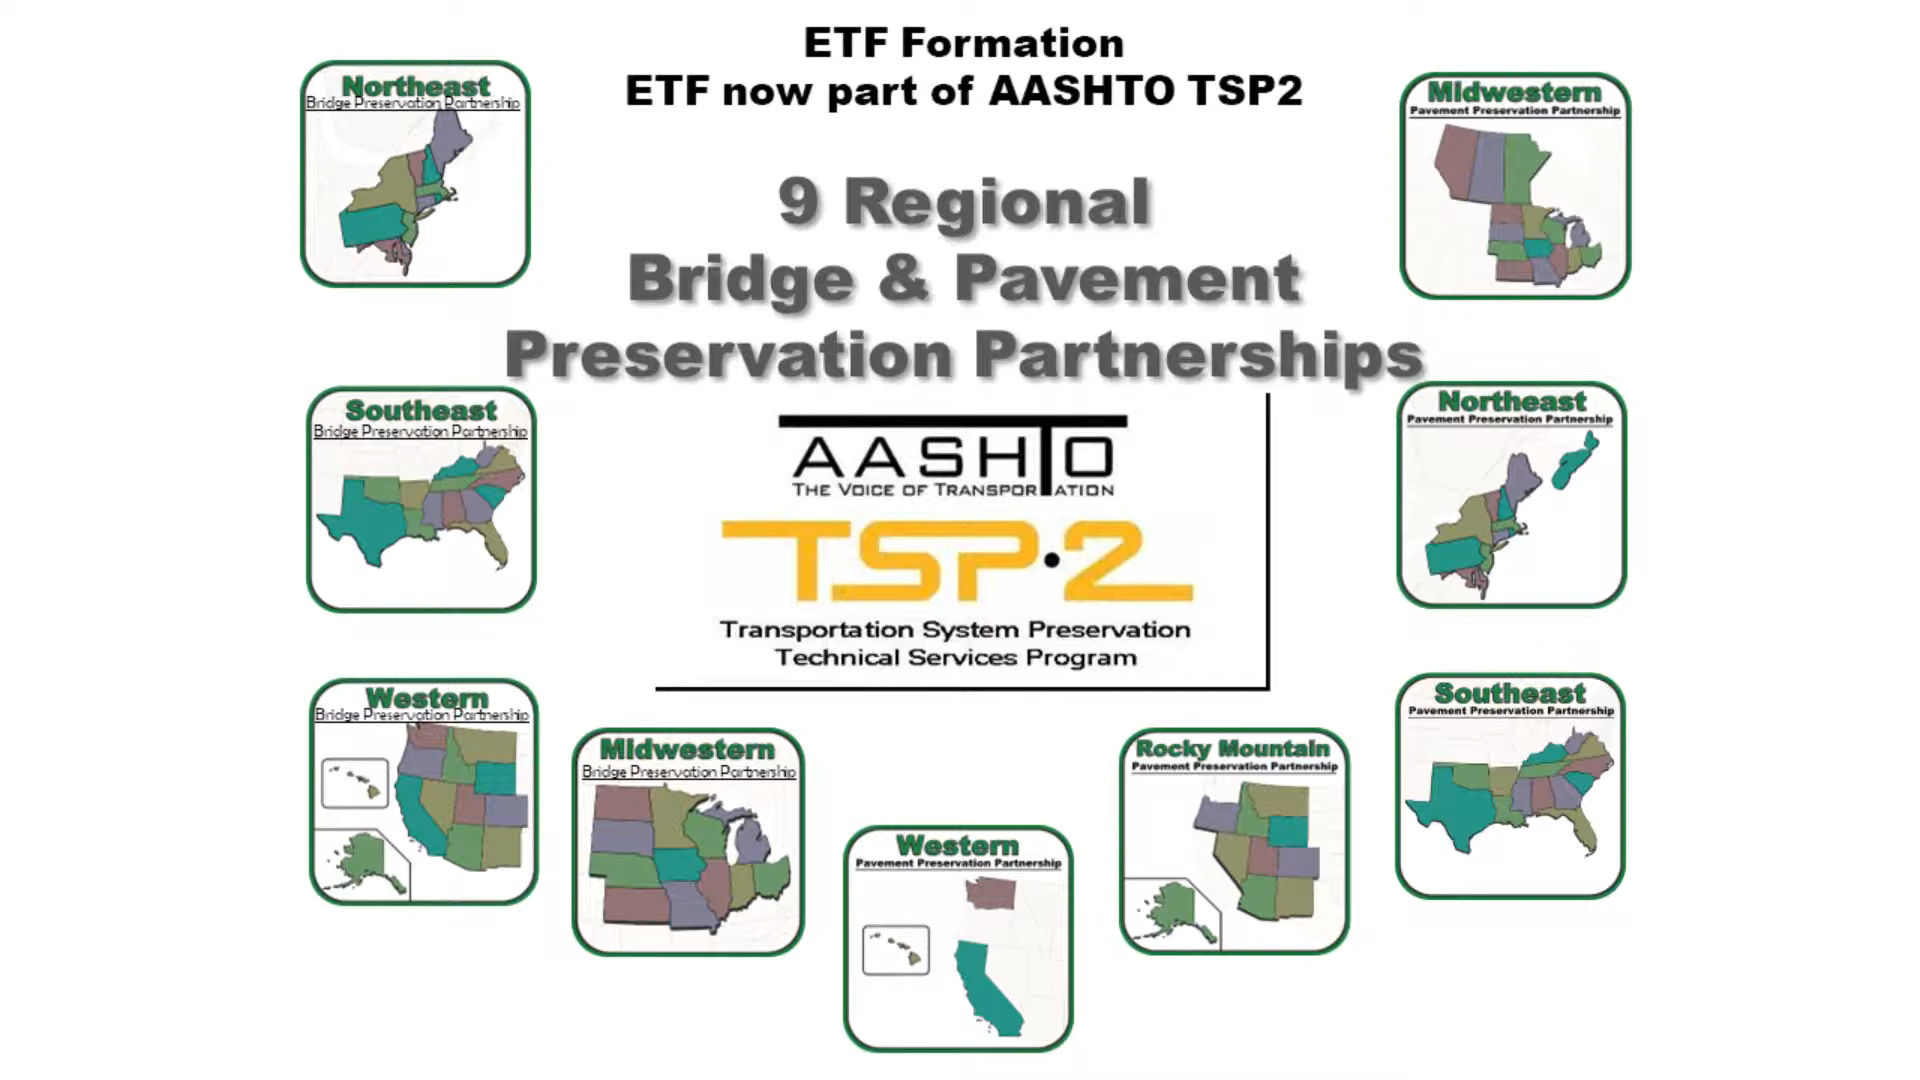 ETF Formation
ETF now part of AASHTO TSP2
9 Regional
Bridge & Pavement
Preservation Partnerships
Northeast
Bridge Preservation Partnership
Midwestern
Pavement Preservation Partnership
Southeast
Bridge Preservation Partnership
AASHTO
THE VOICE OF TRANSPORTATION
TSP·2
Transportation System Preservation
Technical Services Program
Northeast
Pavement Preservation Partnership
Western
Bridge Preservation Partnership
Midwestern
Bridge Preservation Partnership
Western
Pavement Preservation Partnership
Rocky Mountain
Pavement Preservation Partnership
Southeast
Pavement Preservation Partnership